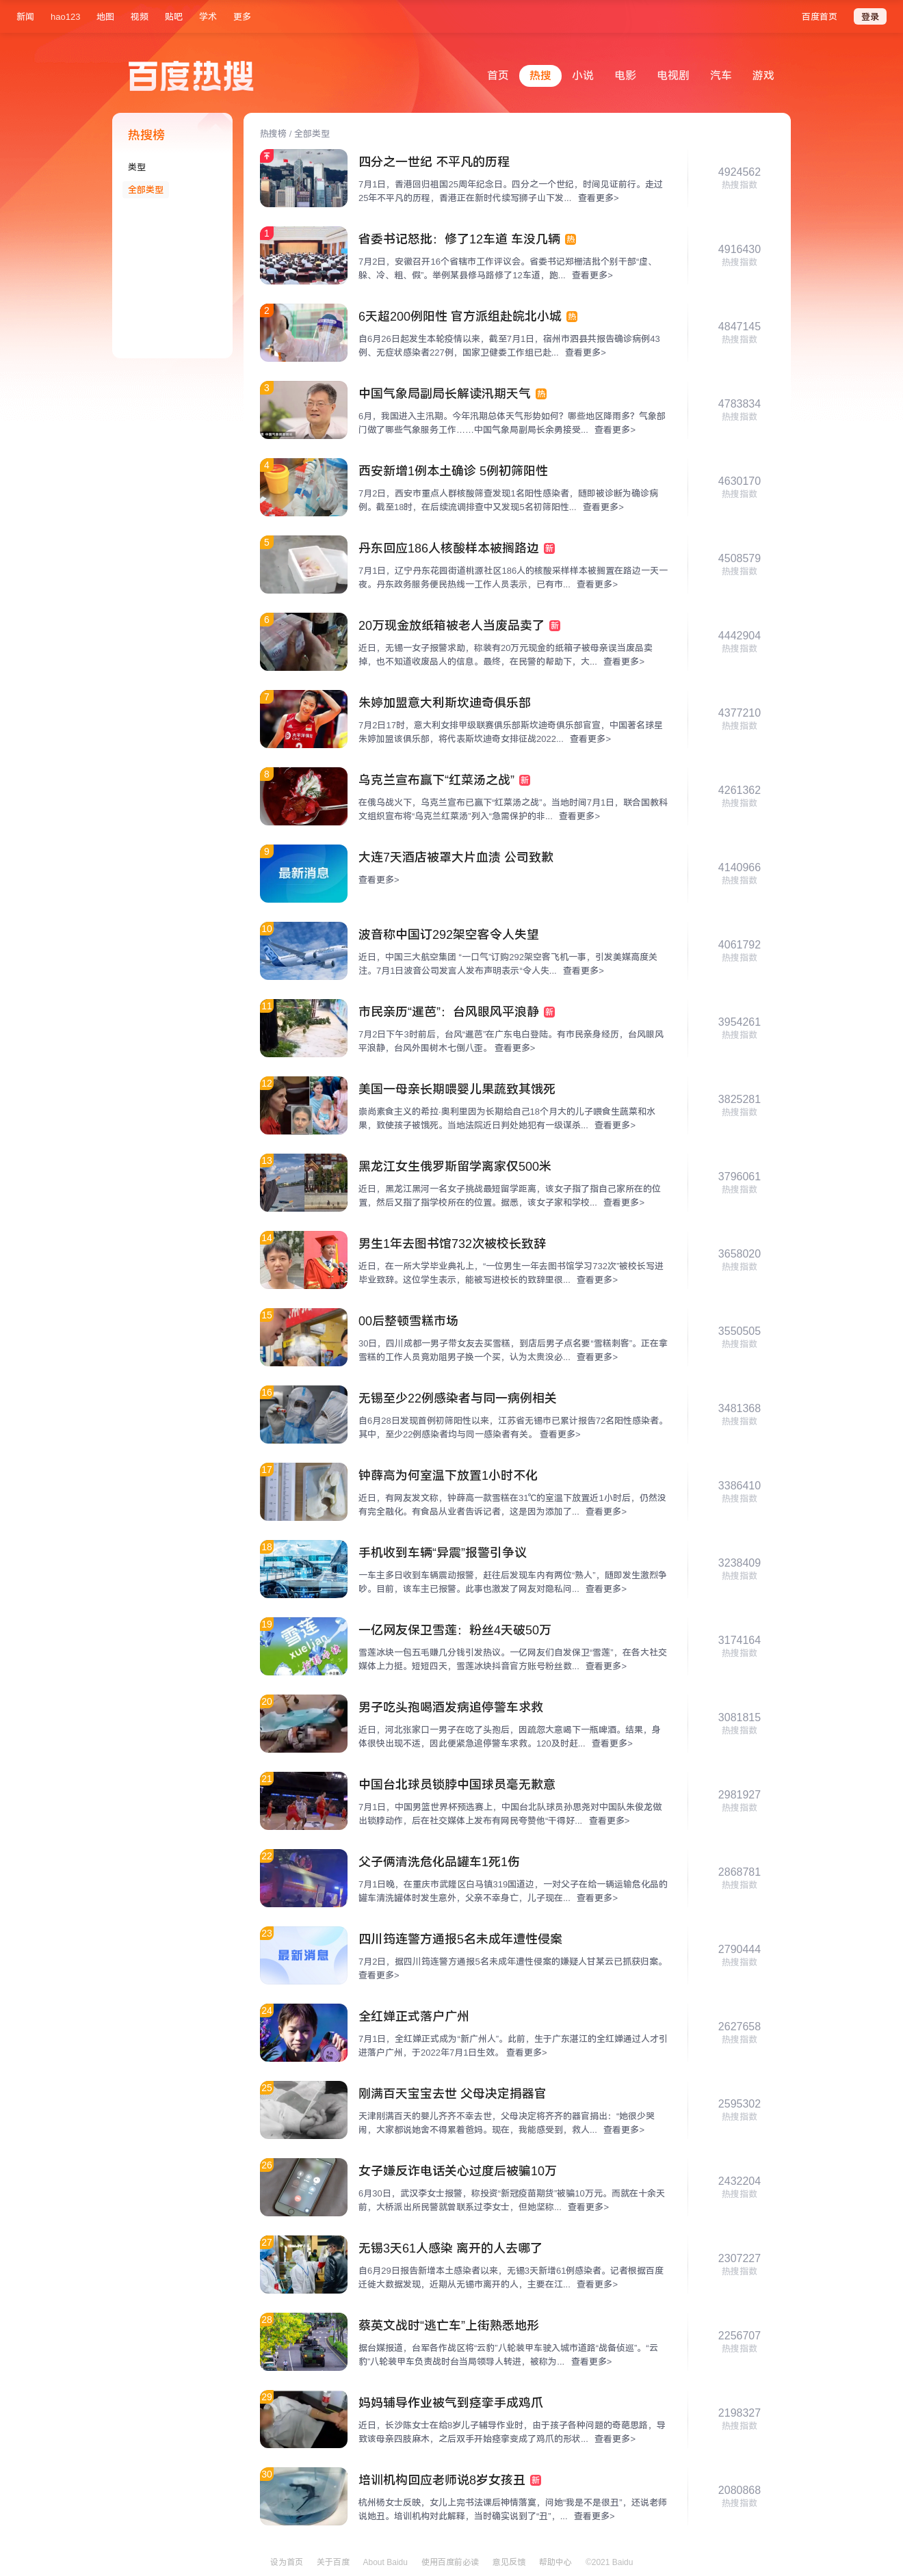 新闻 hao123 地图 视频 贴吧 学术 更多 百度首页 登录
百度热搜
首页 热搜 小说 电影 电视剧 汽车 游戏
热搜榜
类型
全部类型
热搜榜 / 全部类型
四分之一世纪 不平凡的历程
7月1日，香港回归祖国25周年纪念日。四分之一个世纪，时间见证前行。走过
25年不平凡的历程，香港正在新时代续写狮子山下发... 查看更多>
4924562
热搜指数
1
省委书记怒批：修了12车道 车没几辆 热
7月2日，安徽召开16个省辖市工作评议会。省委书记郑栅洁批个别干部“虚、
躲、冷、粗、假”。举例某县修马路修了12车道，跑... 查看更多>
4916430
热搜指数
2
6天超200例阳性 官方派组赴皖北小城 热
自6月26日起发生本轮疫情以来，截至7月1日，宿州市泗县共报告确诊病例43
例、无症状感染者227例，国家卫健委工作组已赴... 查看更多>
4847145
热搜指数
3
中国气象局副局长解读汛期天气 热
6月，我国进入主汛期。今年汛期总体天气形势如何？哪些地区降雨多？气象部
门做了哪些气象服务工作……中国气象局副局长余勇接受... 查看更多>
4783834
热搜指数
4
西安新增1例本土确诊 5例初筛阳性
7月2日，西安市重点人群核酸筛查发现1名阳性感染者，随即被诊断为确诊病
例。截至18时，在后续流调排查中又发现5名初筛阳性... 查看更多>
4630170
热搜指数
5
丹东回应186人核酸样本被搁路边 新
7月1日，辽宁丹东花园街道桃源社区186人的核酸采样样本被搁置在路边一天一
夜。丹东政务服务便民热线一工作人员表示，已有市... 查看更多>
4508579
热搜指数
6
20万现金放纸箱被老人当废品卖了 新
近日，无锡一女子报警求助，称装有20万元现金的纸箱子被母亲误当废品卖
掉，也不知道收废品人的信息。最终，在民警的帮助下，大... 查看更多>
4442904
热搜指数
7
朱婷加盟意大利斯坎迪奇俱乐部
7月2日17时，意大利女排甲级联赛俱乐部斯坎迪奇俱乐部官宣，中国著名球星
朱婷加盟该俱乐部，将代表斯坎迪奇女排征战2022... 查看更多>
4377210
热搜指数
8
乌克兰宣布赢下“红菜汤之战” 新
在俄乌战火下，乌克兰宣布已赢下“红菜汤之战”。当地时间7月1日，联合国教科
文组织宣布将“乌克兰红菜汤”列入“急需保护的非... 查看更多>
4261362
热搜指数
9
最新消息
大连7天酒店被罩大片血渍 公司致歉
查看更多>
4140966
热搜指数
10
波音称中国订292架空客令人失望
近日，中国三大航空集团 “一口气”订购292架空客飞机一事，引发美媒高度关
注。7月1日波音公司发言人发布声明表示“令人失... 查看更多>
4061792
热搜指数
11
市民亲历“暹芭”：台风眼风平浪静 新
7月2日下午3时前后，台风“暹芭”在广东电白登陆。有市民亲身经历，台风眼风
平浪静，台风外围树木七倒八歪。 查看更多>
3954261
热搜指数
12
美国一母亲长期喂婴儿果蔬致其饿死
崇尚素食主义的希拉·奥利里因为长期给自己18个月大的儿子喂食生蔬菜和水
果，致使孩子被饿死。当地法院近日判处她犯有一级谋杀... 查看更多>
3825281
热搜指数
13
黑龙江女生俄罗斯留学离家仅500米
近日，黑龙江黑河一名女子挑战最短留学距离，该女子指了指自己家所在的位
置，然后又指了指学校所在的位置。据悉，该女子家和学校... 查看更多>
3796061
热搜指数
14
男生1年去图书馆732次被校长致辞
近日，在一所大学毕业典礼上，“一位男生一年去图书馆学习732次”被校长写进
毕业致辞。这位学生表示，能被写进校长的致辞里很... 查看更多>
3658020
热搜指数
15
00后整顿雪糕市场
30日，四川成都一男子带女友去买雪糕，到店后男子点名要“雪糕刺客”。正在拿
雪糕的工作人员竟劝阻男子换一个买，认为太贵没必... 查看更多>
3550505
热搜指数
16
无锡至少22例感染者与同一病例相关
自6月28日发现首例初筛阳性以来，江苏省无锡市已累计报告72名阳性感染者。
其中，至少22例感染者均与同一感染者有关。 查看更多>
3481368
热搜指数
17
钟薛高为何室温下放置1小时不化
近日，有网友发文称，钟薛高一款雪糕在31℃的室温下放置近1小时后，仍然没
有完全融化。有食品从业者告诉记者，这是因为添加了... 查看更多>
3386410
热搜指数
18
手机收到车辆“异震”报警引争议
一车主多日收到车辆震动报警，赶往后发现车内有两位“熟人”，随即发生激烈争
吵。目前，该车主已报警。此事也激发了网友对隐私问... 查看更多>
3238409
热搜指数
19
雪莲
xuelian
一亿网友保卫雪莲：粉丝4天破50万
雪莲冰块一包五毛赚几分钱引发热议。一亿网友们自发保卫“雪莲”，在各大社交
媒体上力挺。短短四天，雪莲冰块抖音官方账号粉丝数... 查看更多>
3174164
热搜指数
20
男子吃头孢喝酒发病追停警车求救
近日，河北张家口一男子在吃了头孢后，因疏忽大意喝下一瓶啤酒。结果，身
体很快出现不适，因此便紧急追停警车求救。120及时赶... 查看更多>
3081815
热搜指数
21
中国台北球员锁脖中国球员毫无歉意
7月1日，中国男篮世界杯预选赛上，中国台北队球员孙思尧对中国队朱俊龙做
出锁脖动作，后在社交媒体上发布有网民夸赞他“干得好... 查看更多>
2981927
热搜指数
22
父子俩清洗危化品罐车1死1伤
7月1日晚，在重庆市武隆区白马镇319国道边，一对父子在给一辆运输危化品的
罐车清洗罐体时发生意外，父亲不幸身亡，儿子现在... 查看更多>
2868781
热搜指数
23
最新消息
四川筠连警方通报5名未成年遭性侵案
7月2日，据四川筠连警方通报5名未成年遭性侵案的嫌疑人甘某云已抓获归案。
查看更多>
2790444
热搜指数
24
全红婵正式落户广州
7月1日，全红婵正式成为“新广州人”。此前，生于广东湛江的全红婵通过人才引
进落户广州，于2022年7月1日生效。 查看更多>
2627658
热搜指数
25
刚满百天宝宝去世 父母决定捐器官
天津刚满百天的婴儿齐齐不幸去世，父母决定将齐齐的器官捐出：“她很少哭
闹，大家都说她舍不得累着爸妈。现在，我能感受到，救人... 查看更多>
2595302
热搜指数
26
女子嫌反诈电话关心过度后被骗10万
6月30日，武汉李女士报警，称投资“新冠疫苗期货”被骗10万元。而就在十余天
前，大桥派出所民警就曾联系过李女士，但她坚称... 查看更多>
2432204
热搜指数
27
无锡3天61人感染 离开的人去哪了
自6月29日报告新增本土感染者以来，无锡3天新增61例感染者。记者根据百度
迁徙大数据发现，近期从无锡市离开的人，主要在江... 查看更多>
2307227
热搜指数
28
蔡英文战时“逃亡车”上街熟悉地形
据台媒报道，台军各作战区将“云豹”八轮装甲车驶入城市道路“战备侦巡”。“云
豹”八轮装甲车负责战时台当局领导人转进，被称为... 查看更多>
2256707
热搜指数
29
妈妈辅导作业被气到痉挛手成鸡爪
近日，长沙陈女士在给8岁儿子辅导作业时，由于孩子各种问题的奇葩思路，导
致该母亲四肢麻木，之后双手开始痉挛变成了鸡爪的形状... 查看更多>
2198327
热搜指数
30
培训机构回应老师说8岁女孩丑 新
杭州杨女士反映，女儿上完书法课后神情落寞，问她“我是不是很丑”，还说老师
说她丑。培训机构对此解释，当时确实说到了“丑”，... 查看更多>
2080868
热搜指数
设为首页 关于百度 About Baidu 使用百度前必读 意见反馈 帮助中心 ©2021 Baidu